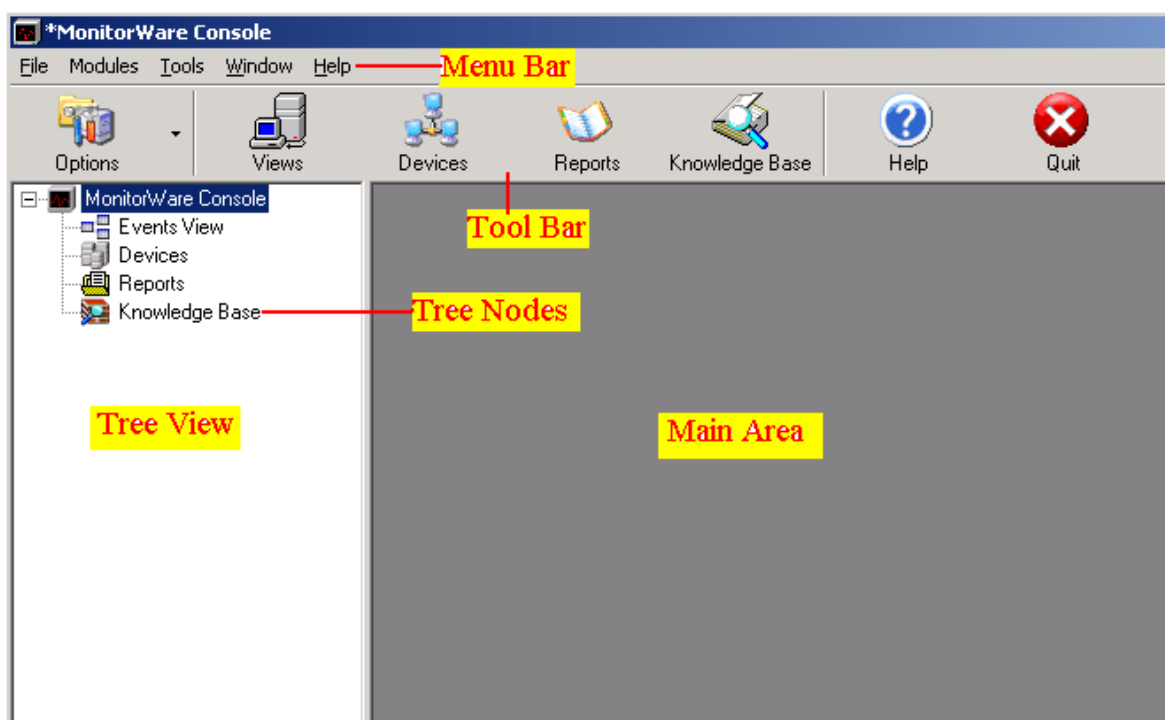 *MonitorWare Console
File Modules Tools Window Help
Menu Bar
Options Views Devices Reports Knowledge Base Help Quit
Tool Bar
MonitorWare Console
Events View
Devices
Reports
Knowledge Base
Tree Nodes
Tree View
Main Area